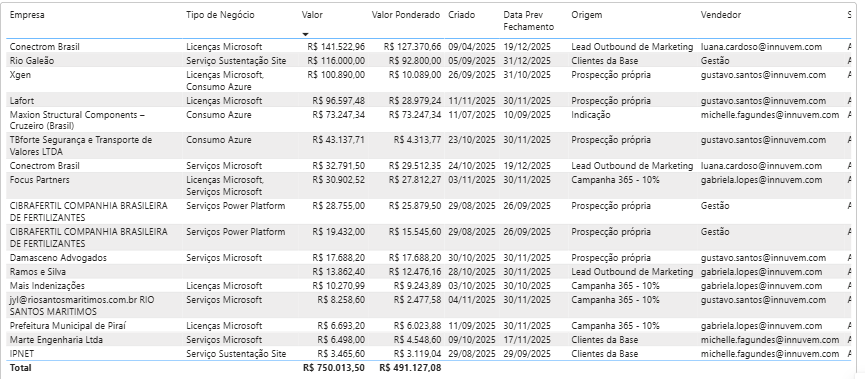 Empresa Tipo de Negócio Valor Valor Ponderado Criado Data Prev Fechamento Origem Vendedor S
Conectrom Brasil Licenças Microsoft R$ 141.522,96 R$ 127.370,66 09/04/2025 19/12/2025 Lead Outbound de Marketing luana.cardoso@innuvem.com A
Rio Galeão Serviço Sustentação Site R$ 116.000,00 R$ 92.800,00 05/09/2025 31/12/2025 Clientes da Base Gestão A
Xgen Licenças Microsoft, Consumo Azure R$ 100.890,00 R$ 10.089,00 26/09/2025 31/10/2025 Prospecção própria gustavo.santos@innuvem.com A
Lafort Licenças Microsoft R$ 96.597,48 R$ 28.979,24 11/11/2025 30/11/2025 Prospecção própria gustavo.santos@innuvem.com A
Maxion Structural Components – Cruzeiro (Brasil) Consumo Azure R$ 73.247,34 R$ 73.247,34 11/07/2025 10/09/2025 Indicação michelle.fagundes@innuvem.com A
TBforte Segurança e Transporte de Valores LTDA Consumo Azure R$ 43.137,71 R$ 4.313,77 23/10/2025 30/11/2025 Prospecção própria gustavo.santos@innuvem.com A
Conectrom Brasil Serviços Microsoft R$ 32.791,50 R$ 29.512,35 24/10/2025 19/12/2025 Lead Outbound de Marketing luana.cardoso@innuvem.com A
Focus Partners Licenças Microsoft, Serviços Microsoft R$ 30.902,52 R$ 27.812,27 03/11/2025 30/11/2025 Campanha 365 - 10% gabriela.lopes@innuvem.com A
CIBRAFERTIL COMPANHIA BRASILEIRA DE FERTILIZANTES Serviços Power Platform R$ 28.755,00 R$ 25.879,50 29/08/2025 26/09/2025 Prospecção própria Gestão A
CIBRAFERTIL COMPANHIA BRASILEIRA DE FERTILIZANTES Serviços Power Platform R$ 19.432,00 R$ 15.545,60 29/08/2025 26/09/2025 Prospecção própria Gestão A
Damasceno Advogados Serviços Microsoft R$ 17.688,20 R$ 17.688,20 30/10/2025 30/11/2025 Prospecção própria gustavo.santos@innuvem.com A
Ramos e Silva R$ 13.862,40 R$ 12.476,16 28/10/2025 30/11/2025 Lead Outbound de Marketing gabriela.lopes@innuvem.com A
Mais Indenizações Licenças Microsoft R$ 10.270,99 R$ 9.243,89 03/10/2025 30/10/2025 Campanha 365 - 10% gabriela.lopes@innuvem.com A
jyl@riosantosmaritimos.com.br RIO SANTOS MARITIMOS Serviços Microsoft R$ 8.258,60 R$ 2.477,58 04/11/2025 30/11/2025 Campanha 365 - 10% gustavo.santos@innuvem.com A
Prefeitura Municipal de Piraí Licenças Microsoft R$ 6.693,20 R$ 6.023,88 11/09/2025 30/11/2025 Campanha 365 - 10% gabriela.lopes@innuvem.com A
Marte Engenharia Ltda Serviços Microsoft R$ 6.498,00 R$ 4.548,60 09/10/2025 17/11/2025 Clientes da Base michelle.fagundes@innuvem.com A
IPNET Serviço Sustentação Site R$ 3.465,60 R$ 3.119,04 29/08/2025 29/09/2025 Clientes da Base michelle.fagundes@innuvem.com A
Total R$ 750.013,50 R$ 491.127,08